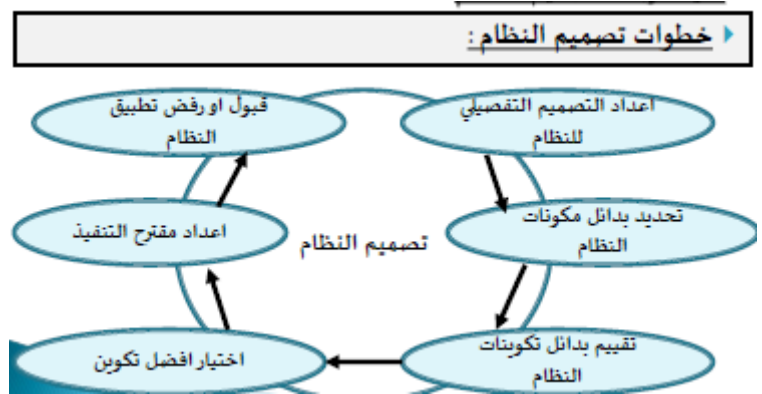 خطوات تصميم النظام :
اعداد التصميم التفصيلي
للنظام
تحديد بدائل مكونات
النظام
تقييم بدائل تكوينات
النظام
اختيار افضل تكوين
اعداد مقترح التنفيذ
قبول او رفض تطبيق
النظام
تصميم النظام